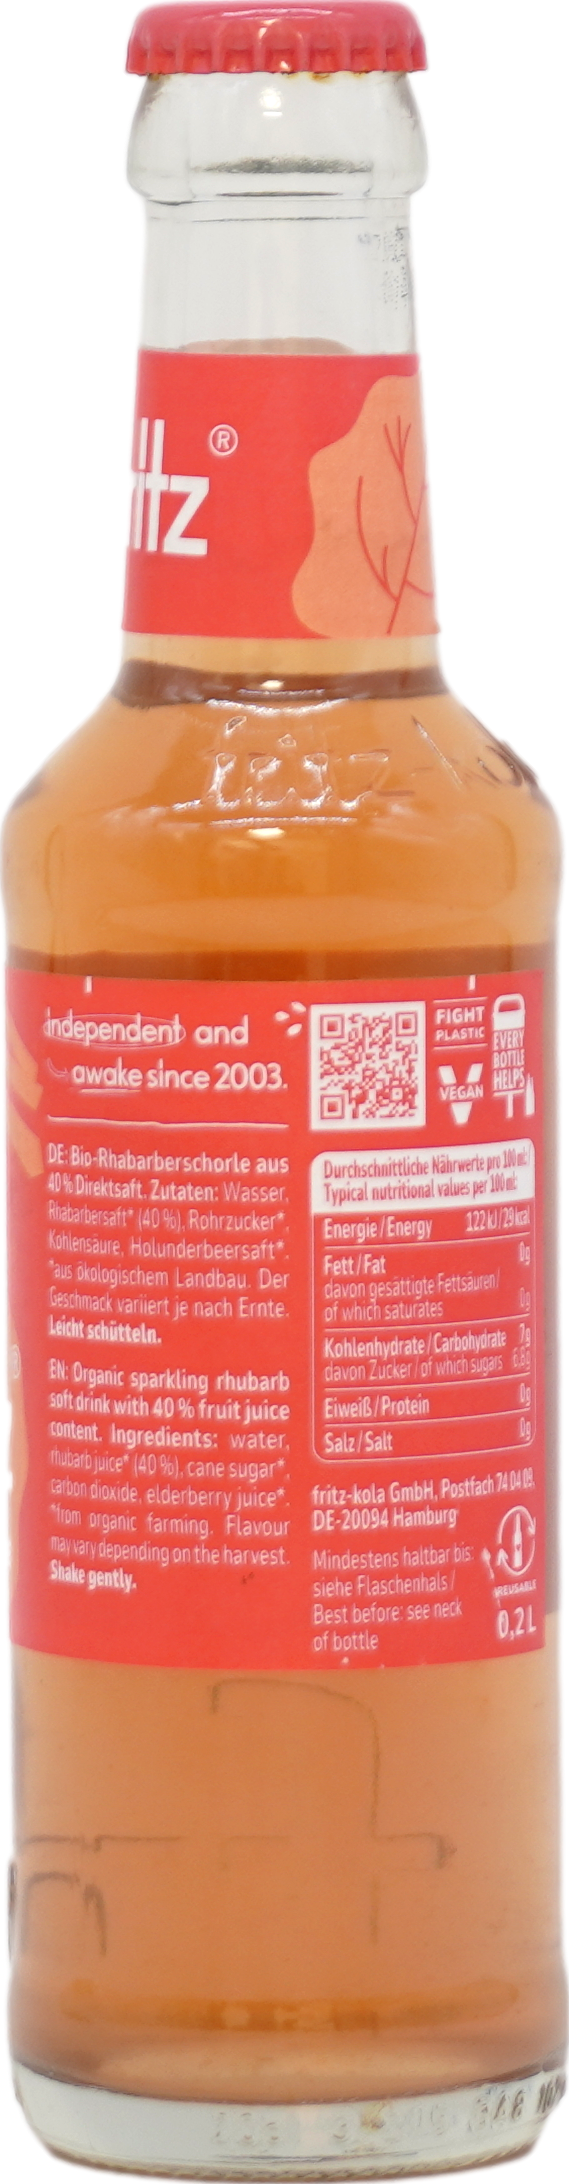 ritz®
fritz-kola
independent and
awake since 2003.
FIGHT
PLASTIC
VEGAN
EVERY
BOTTLE
HELPS
DE: Bio-Rhabarberschorle aus
40 % Direktsaft. Zutaten: Wasser,
Rhabarbersaft* (40 %), Rohrzucker*,
Kohlensäure, Holunderbeersaft*.
*aus ökologischem Landbau. Der
Geschmack variiert je nach Ernte.
Leicht schütteln.
EN: Organic sparkling rhubarb
soft drink with 40 % fruit juice
content. Ingredients: water,
rhubarb juice* (40 %), cane sugar*,
carbon dioxide, elderberry juice*.
*from organic farming. Flavour
may vary depending on the harvest.
Shake gently.
Durchschnittliche Nährwerte pro 100 ml:/
Typical nutritional values per 100 ml:
Energie/Energy 122 kJ/29 kcal
Fett/Fat 0g
davon gesättigte Fettsäuren/
of which saturates 0g
Kohlenhydrate/Carbohydrate 7g
davon Zucker/of which sugars 6,8g
Eiweiß/Protein 0g
Salz/Salt 0g
fritz-kola GmbH, Postfach 74 04 09,
DE-20094 Hamburg
Mindestens haltbar bis:
siehe Flaschenhals/
Best before: see neck
of bottle
REUSABLE
0,2 L